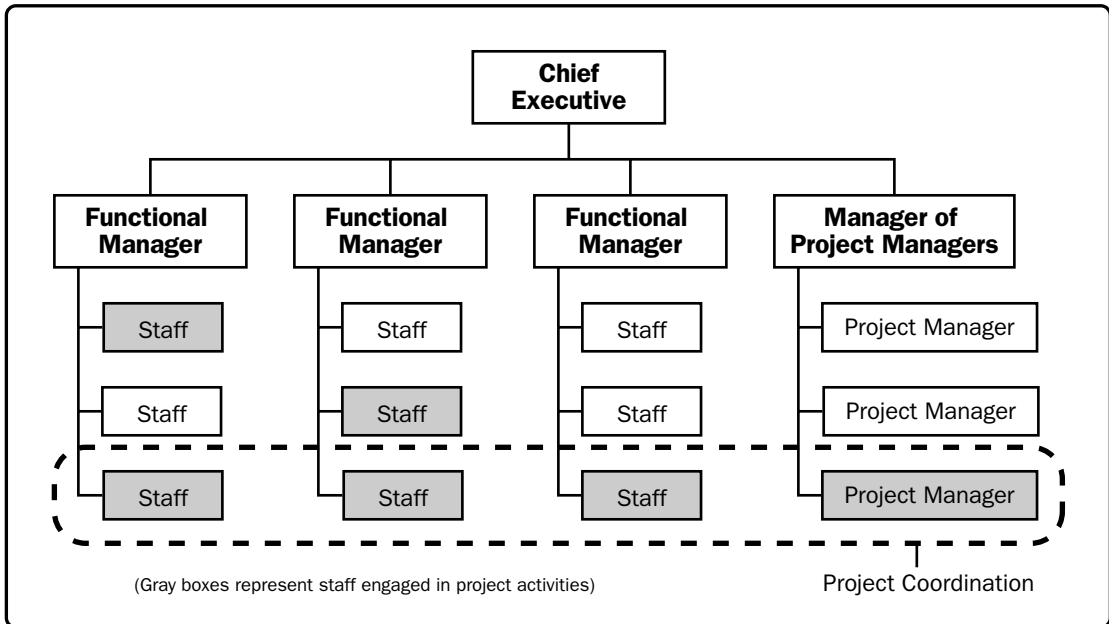 Chief
Executive
Functional
Manager
Functional
Manager
Functional
Manager
Manager of
Project Managers
Staff
Staff
Staff
Project Manager
Staff
Staff
Staff
Project Manager
Staff
Staff
Staff
Project Manager
(Gray boxes represent staff engaged in project activities)
Project Coordination